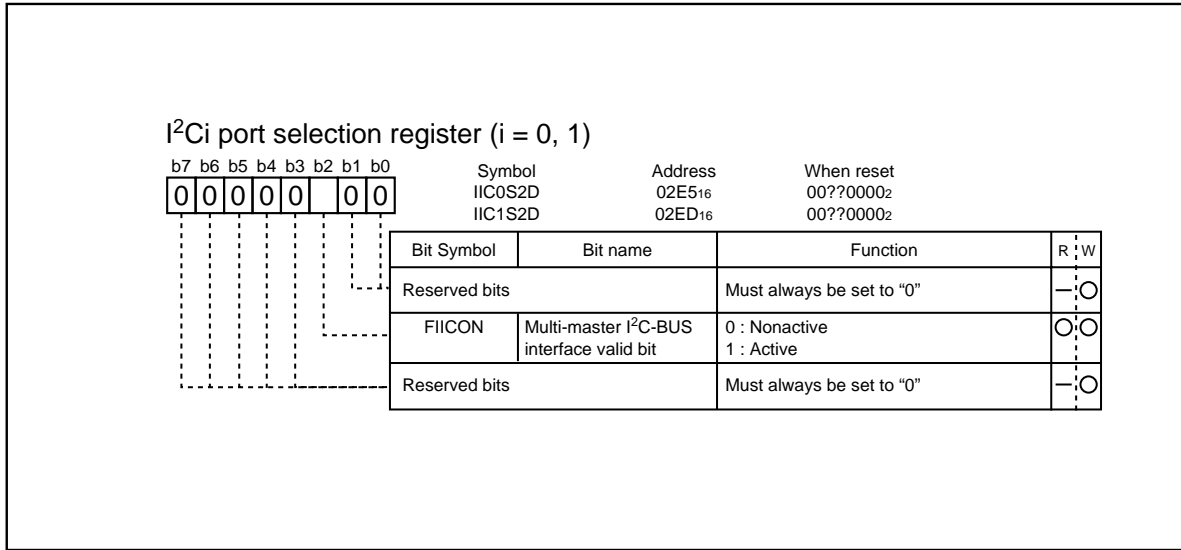 I²Ci port selection register (i = 0, 1)
b7 b6 b5 b4 b3 b2 b1 b0
0 0 0 0 0 0 0
Symbol Address When reset
IIC0S2D 02E5₁₆ 00??0000₂
IIC1S2D 02ED₁₆ 00??0000₂
Bit Symbol Bit name Function R W
Reserved bits Must always be set to “0” – O
FIICON Multi-master I²C-BUS 0 : Nonactive O O
interface valid bit 1 : Active
Reserved bits Must always be set to “0” – O